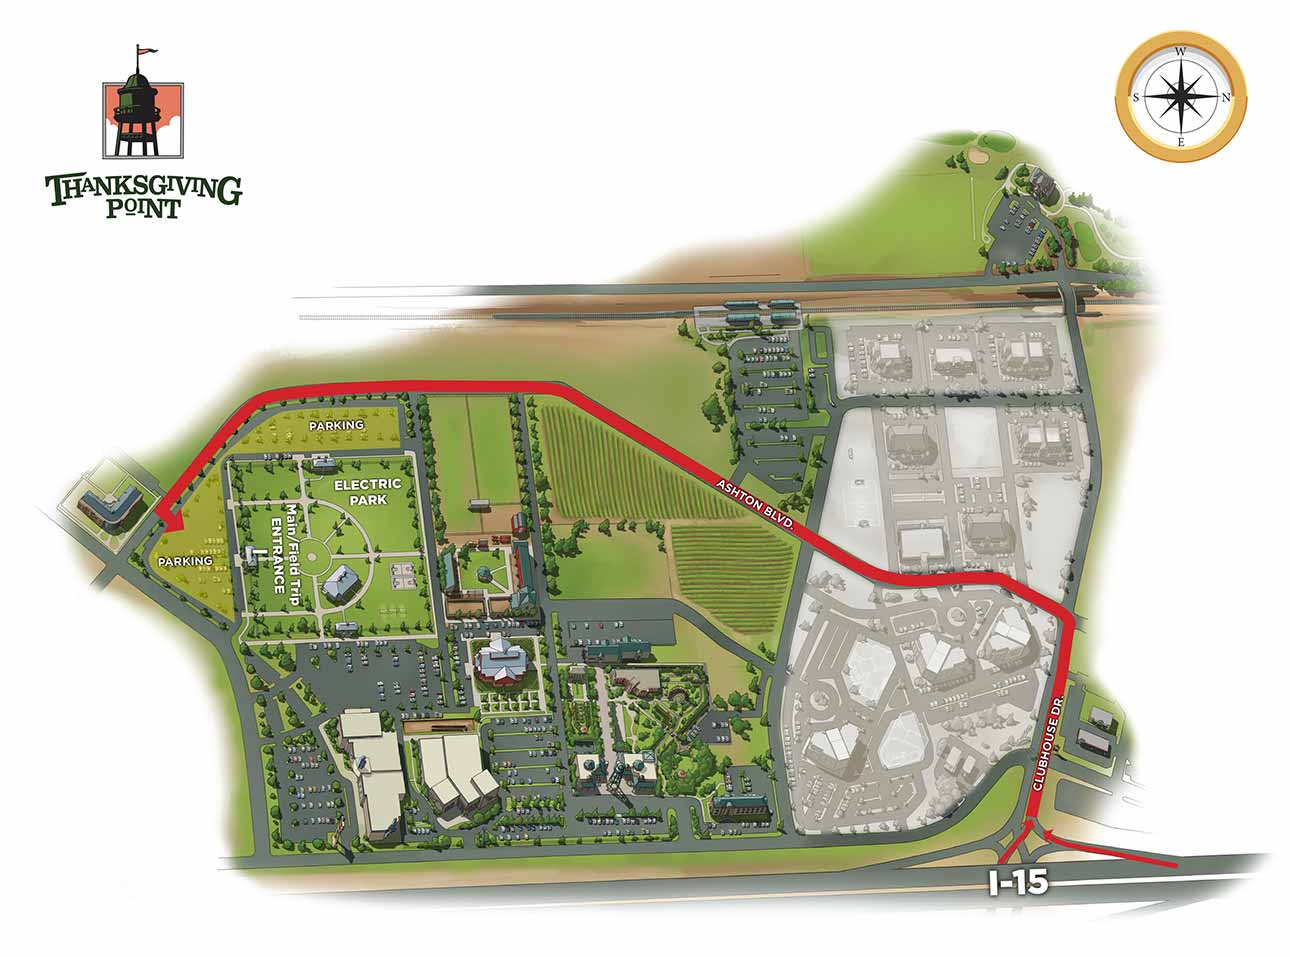 THANKSGIVING
POINT
W
S
N
E
PARKING
ELECTRIC
PARK
Main/Field Trip
ENTRANCE
PARKING
ASHTON BLVD.
CLUBHOUSE DR.
I-15